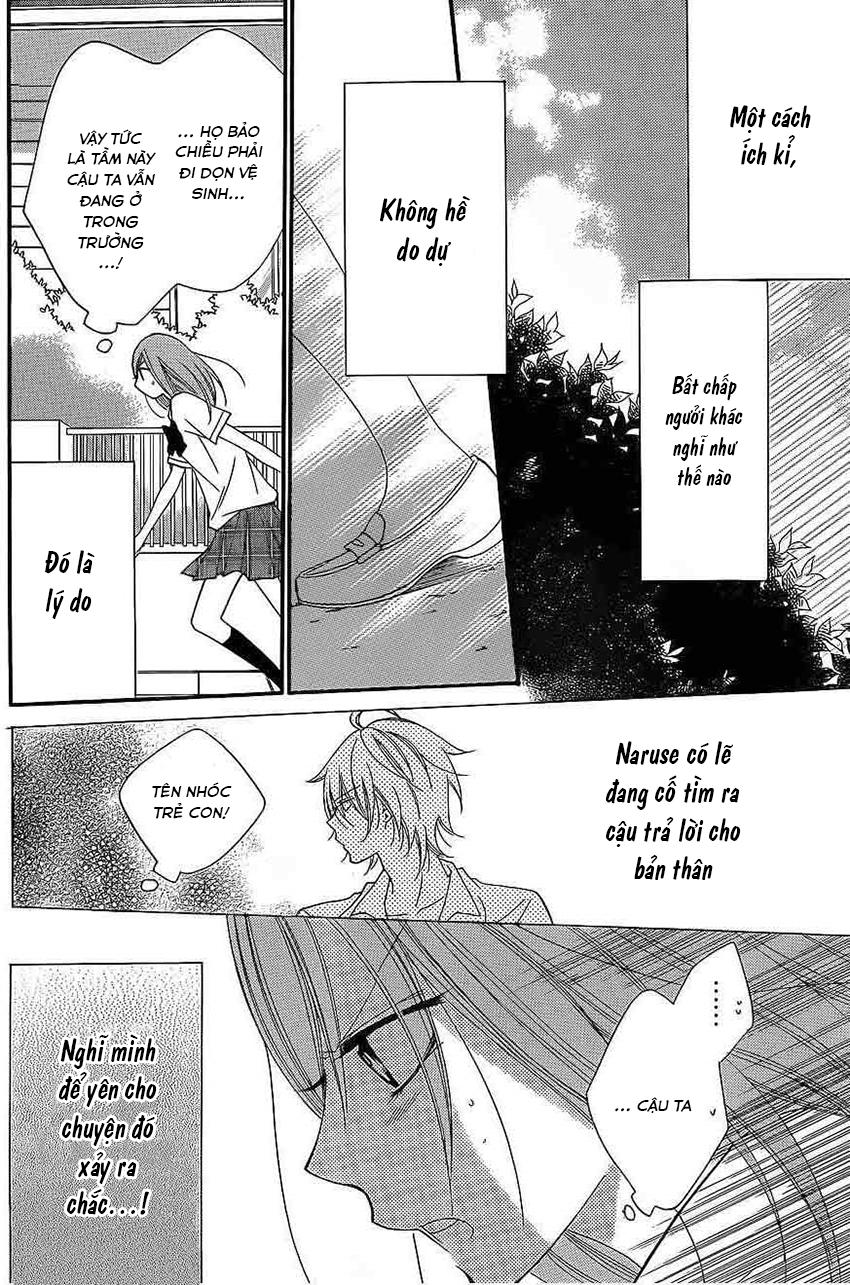 Một cách
ích kỉ,
Bất chấp
người khác
nghĩ như
thế nào
Không hề
do dự
... HỌ BẢO
CHIỀU PHẢI
ĐI DỌN VỆ
SINH...
VẬY TỨC
LÀ TẦM NÀY
CẬU TA VẪN
ĐANG Ở
TRONG
TRƯỜNG
...!
Đó là
lý do
Naruse có lẽ
đang cố tìm ra
cậu trả lời cho
bản thân
TÊN NHÓC
TRẺ CON!
........
... CẬU TA
Nghĩ mình
để yên cho
chuyện đó
xảy ra
chắc...!